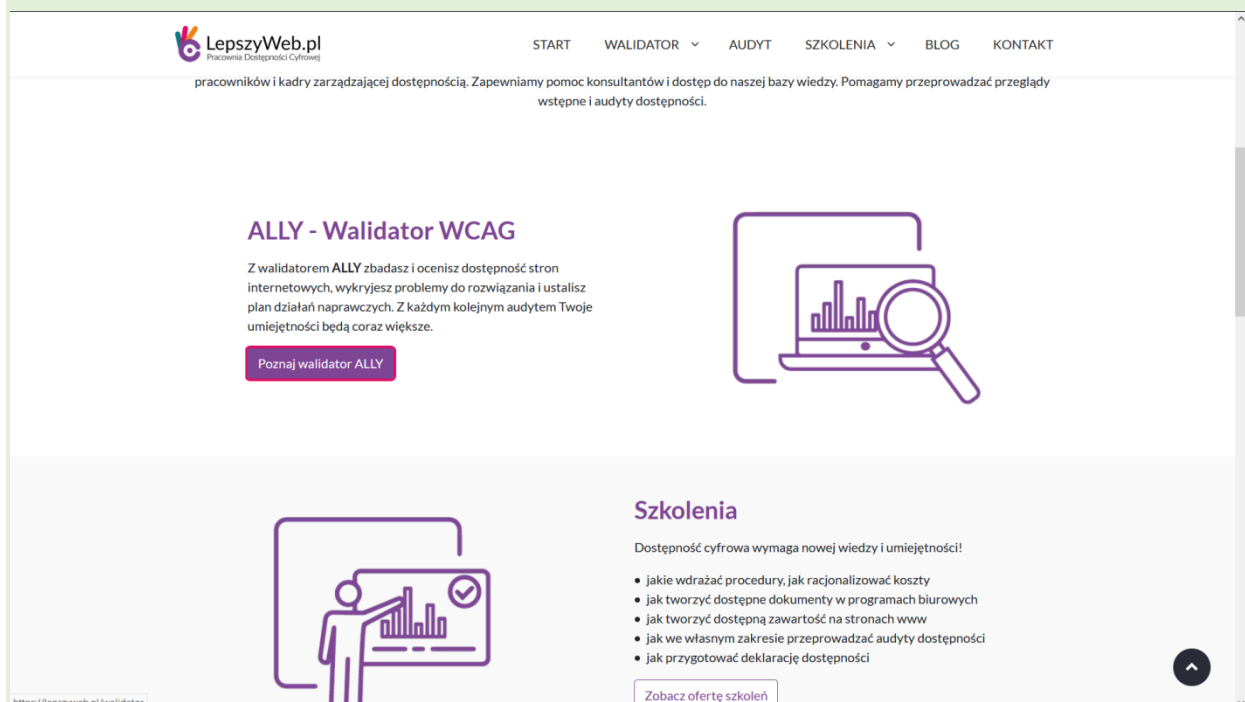 LepszyWeb.pl
Pracownia Dostępności Cyfrowej
START WALIDATOR AUDYT SZKOLENIA BLOG KONTAKT
pracowników i kadry zarządzającej dostępnością. Zapewniamy pomoc konsultantów i dostęp do naszej bazy wiedzy. Pomagamy przeprowadzać przeglądy
wstępne i audyty dostępności.
ALLY - Walidator WCAG
Z walidatorem ALLY zbadasz i ocenisz dostępność stron
internetowych, wykryjesz problemy do rozwiązania i ustalisz
plan działań naprawczych. Z każdym kolejnym audytem Twoje
umiejętności będą coraz większe.
Poznaj walidator ALLY
Szkolenia
Dostępność cyfrowa wymaga nowej wiedzy i umiejętności!
• jakie wdrażać procedury, jak racjonalizować koszty
• jak tworzyć dostępne dokumenty w programach biurowych
• jak tworzyć dostępną zawartość na stronach www
• jak we własnym zakresie przeprowadzać audyty dostępności
• jak przygotować deklarację dostępności
Zobacz ofertę szkoleń
https://lepszyweb.pl/walidator